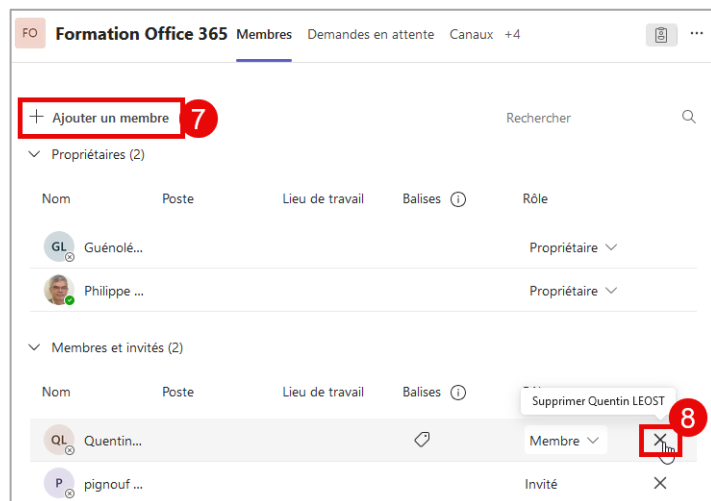 FO Formation Office 365 Membres Demandes en attente Canaux +4 ...
+ Ajouter un membre 7 Rechercher
Propriétaires (2)
Nom Poste Lieu de travail Balises Rôle
GL Guénolé... Propriétaire
Philippe ... Propriétaire
Membres et invités (2)
Nom Poste Lieu de travail Balises
Supprimer Quentin LEOST 8
QL Quentin... Membre
P pignouf ... Invité